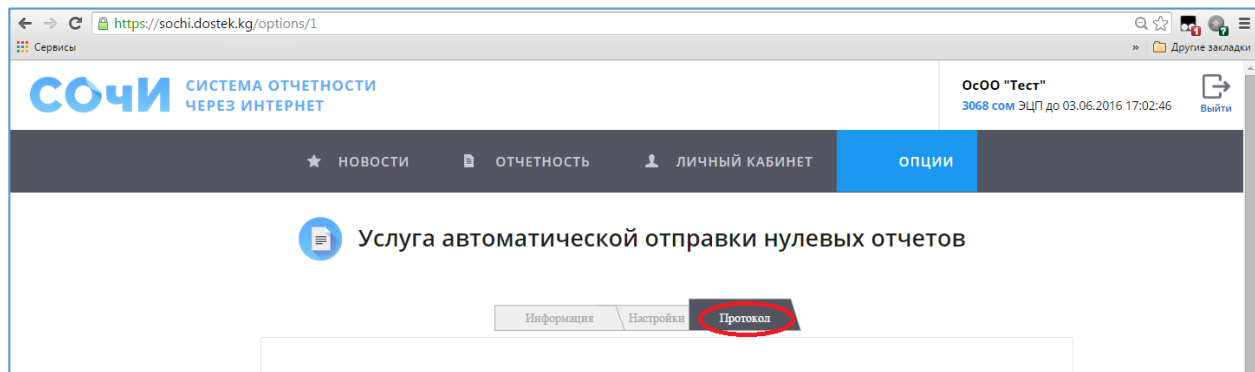 https://sochi.dostek.kg/options/1
Сервисы
» Другие закладки
СОчИ
СИСТЕМА ОТЧЕТНОСТИ
ЧЕРЕЗ ИНТЕРНЕТ
ОсОО "Тест"
3068 сом ЭЦП до 03.06.2016 17:02:46
Выйти
НОВОСТИ ОТЧЕТНОСТЬ ЛИЧНЫЙ КАБИНЕТ ОПЦИИ
Услуга автоматической отправки нулевых отчетов
Информация Настройки Протокол